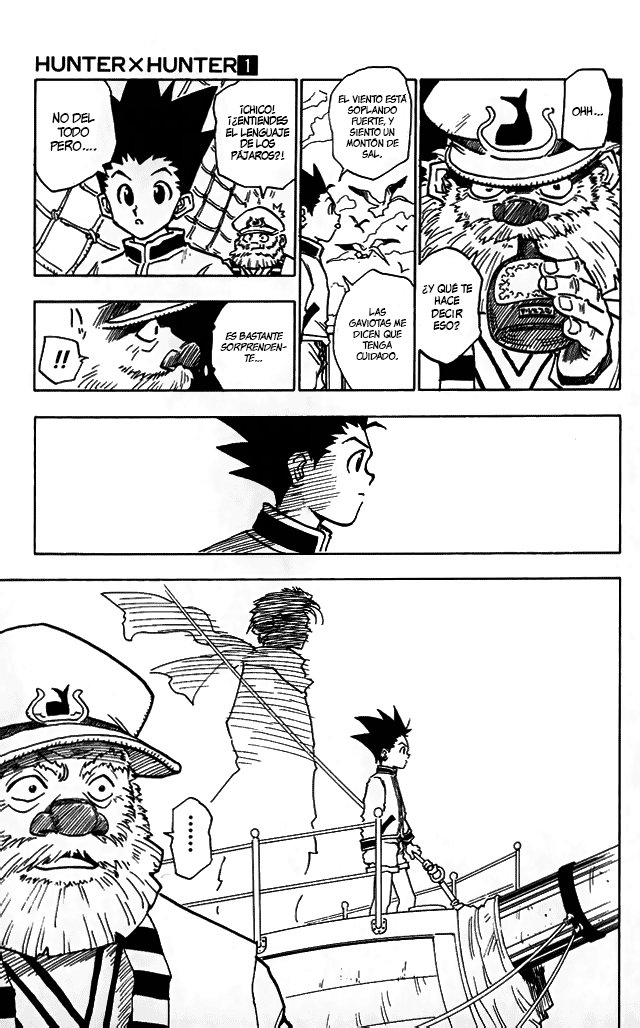 HUNTER×HUNTER 1
OHH...
¿Y QUÉ TE
HACE
DECIR
ESO?
EL VIENTO ESTÁ
SOPLANDO
FUERTE, Y
SIENTO UN
MONTÓN DE
SAL.
LAS
GAVIOTAS ME
DICEN QUE
TENGA
CUIDADO.
¡CHICO!
¡¿ENTIENDES
EL LENGUAJE
DE LOS
PÁJAROS?!
NO DEL
TODO
PERO....
ES BASTANTE
SORPRENDEN-
TE...
!!
......